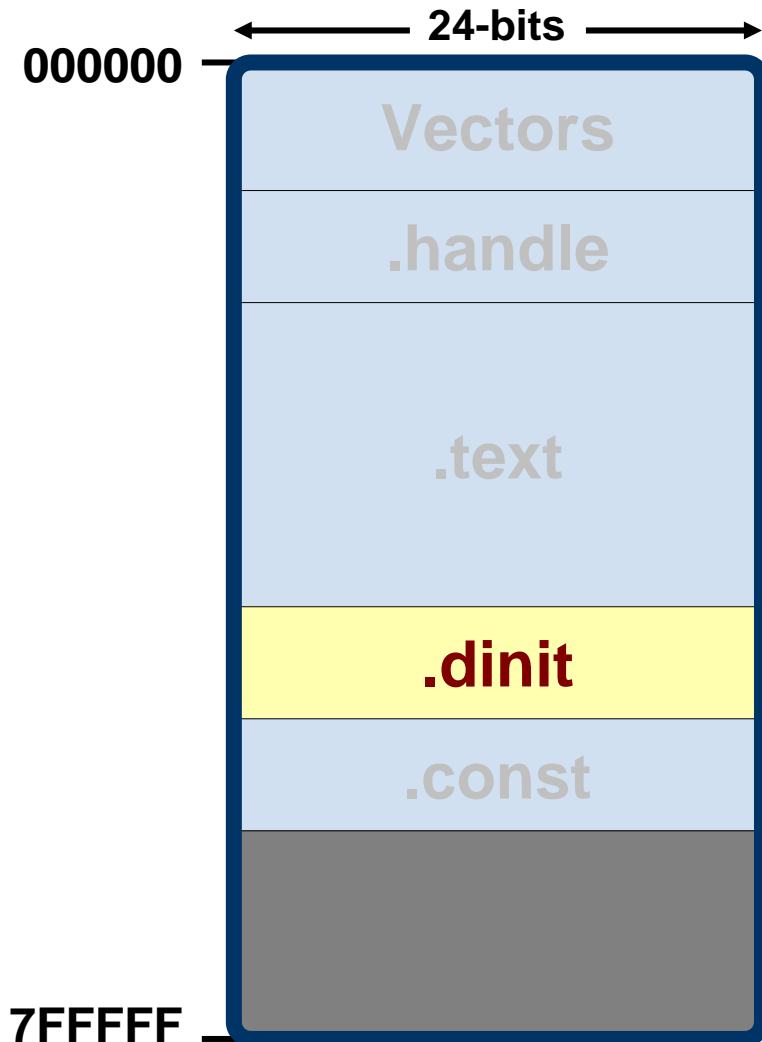 24-bits
000000
Vectors
.handle
.text
.dinit
.const
7FFFFF